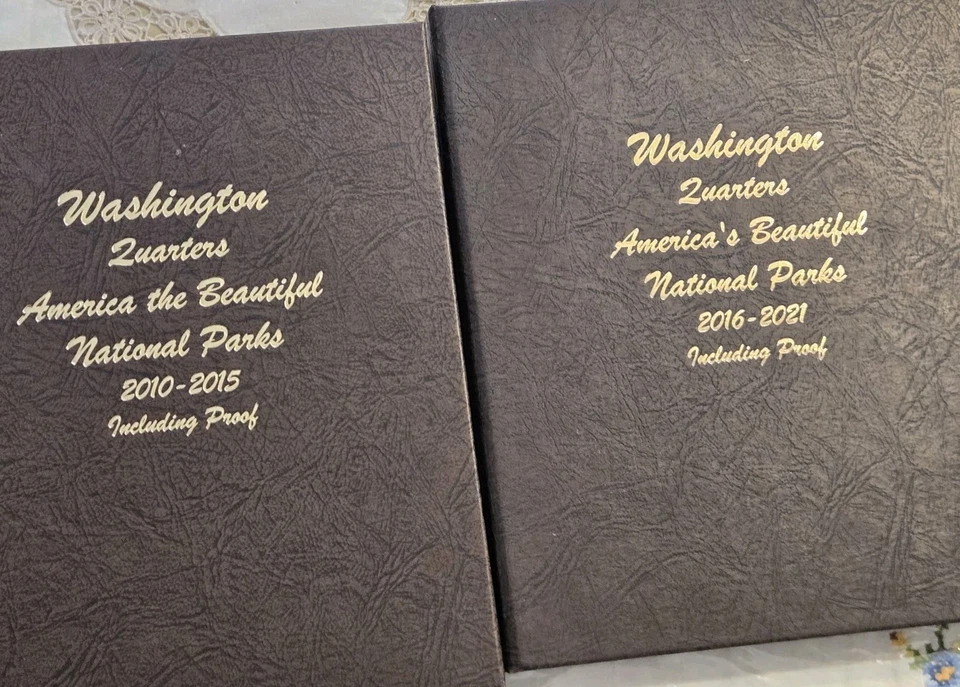 Washington
Quarters
America the Beautiful
National Parks
2010-2015
Including Proof
Washington
Quarters
America's Beautiful
National Parks
2016-2021
Including Proof